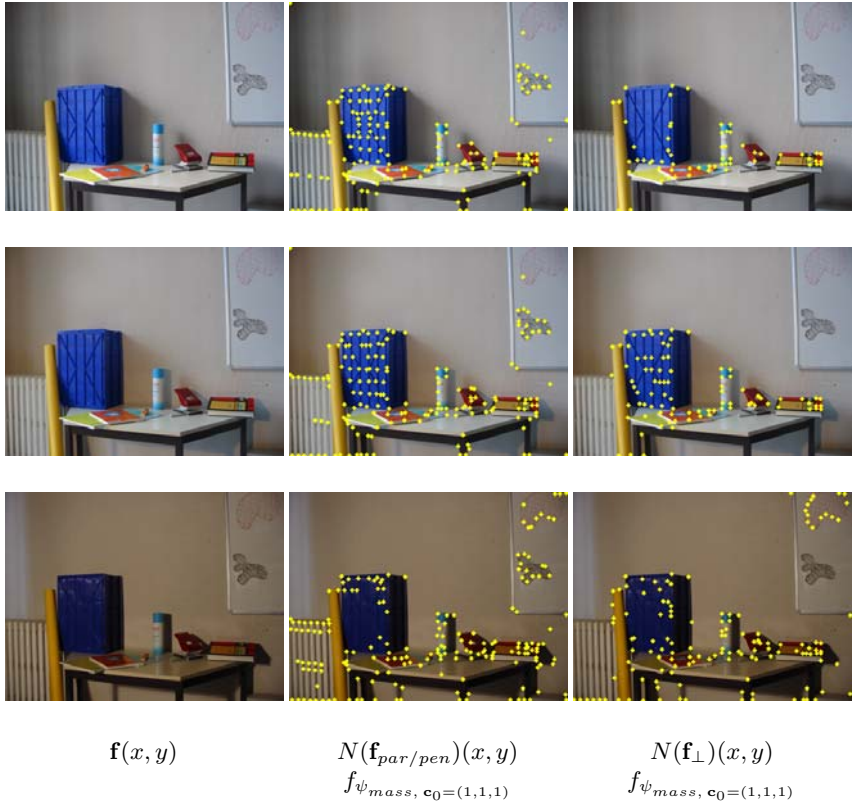 f(x, y)
N(f_{par/pen})(x, y)
f_{ψ_{mass, c_0=(1,1,1)}}
N(f_⊥)(x, y)
f_{ψ_{mass, c_0=(1,1,1)}}